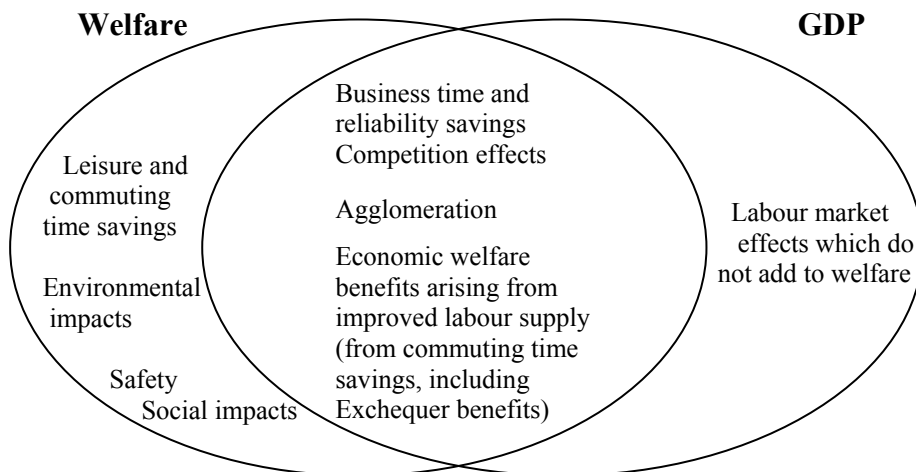 Welfare
GDP
Leisure and
commuting
time savings
Environmental
impacts
Safety
Social impacts
Business time and
reliability savings
Competition effects
Agglomeration
Economic welfare
benefits arising from
improved labour supply
(from commuting time
savings, including
Exchequer benefits)
Labour market
effects which do
not add to welfare